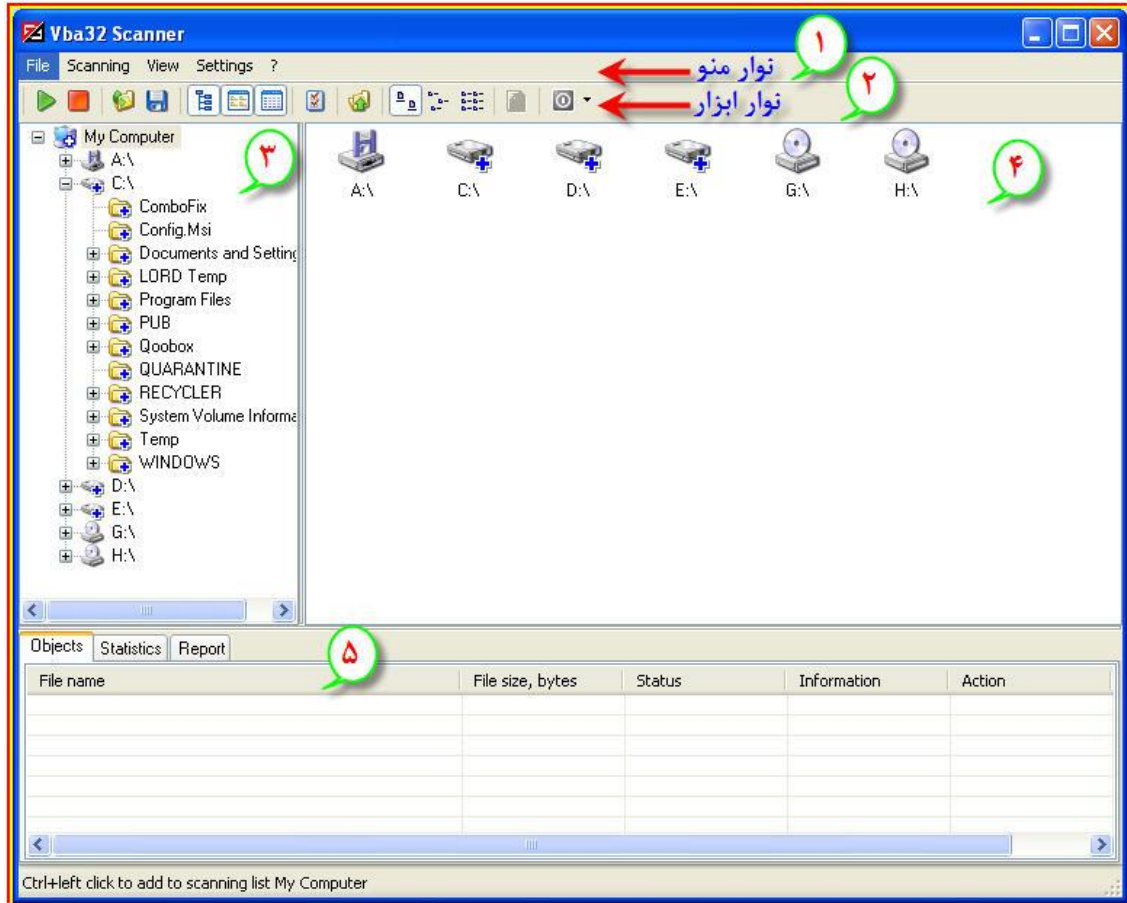 Vba32 Scanner
۱
File Scanning View Settings ?
نوار منو
۲
نوار ابزار
My Computer
۳
A:\
C:\
ComboFix
Config.Msi
Documents and Setting
LORD Temp
Program Files
PUB
Qoobox
QUARANTINE
RECYCLER
System Volume Informa
Temp
WINDOWS
D:\
E:\
G:\
H:\
A:\ C:\ D:\ E:\ G:\ H:\
۴
Objects Statistics Report
۵
File name File size, bytes Status Information Action
Ctrl+left click to add to scanning list My Computer